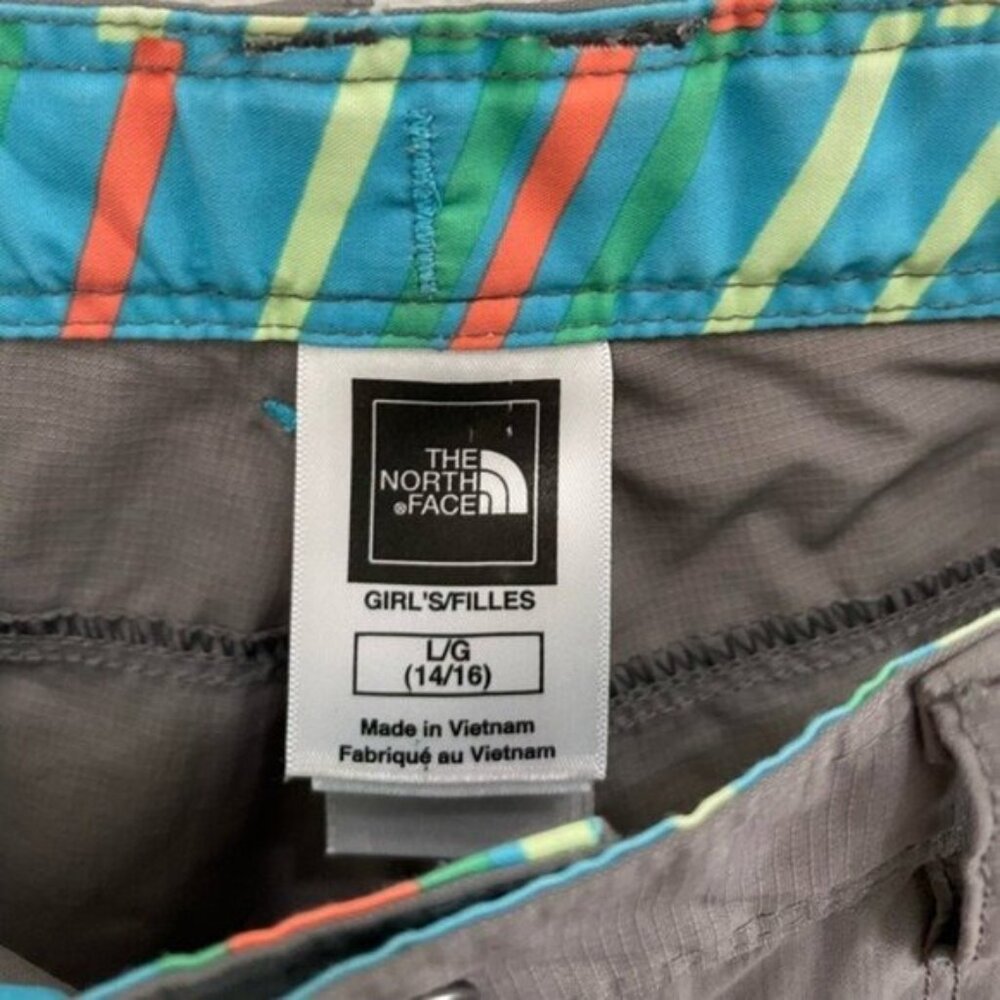 THE
NORTH
®FACE
GIRL'S/FILLES
L/G
(14/16)
Made in Vietnam
Fabriqué au Vietnam